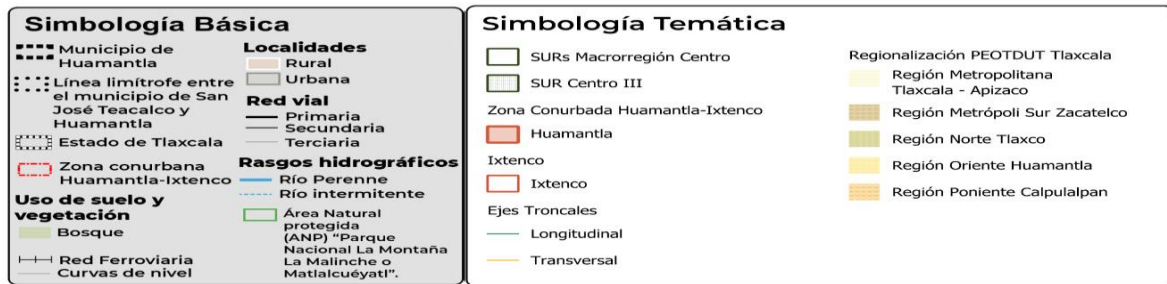 Simbología Básica
Municipio de
Huamantla
Línea limítrofe entre
el municipio de San
José Teacalco y
Huamantla
Estado de Tlaxcala
Zona conurbana
Huamantla-Ixtenco
Uso de suelo y
vegetación
Bosque
Red Ferroviaria
Curvas de nivel
Localidades
Rural
Urbana
Red vial
Primaria
Secundaria
Terciaria
Rasgos hidrográficos
Río Perenne
Río intermitente
Área Natural
protegida
(ANP) “Parque
Nacional La Montaña
La Malinche o
Matlalcuéyatl”.
Simbología Temática
SURs Macrorregión Centro
SUR Centro III
Zona Conurbada Huamantla-Ixtenco
Huamantla
Ixtenco
Ixtenco
Ejes Troncales
Longitudinal
Transversal
Regionalización PEOTDUT Tlaxcala
Región Metropolitana
Tlaxcala - Apizaco
Región Metrópoli Sur Zacatelco
Región Norte Tlaxco
Región Oriente Huamantla
Región Poniente Calpulalpan